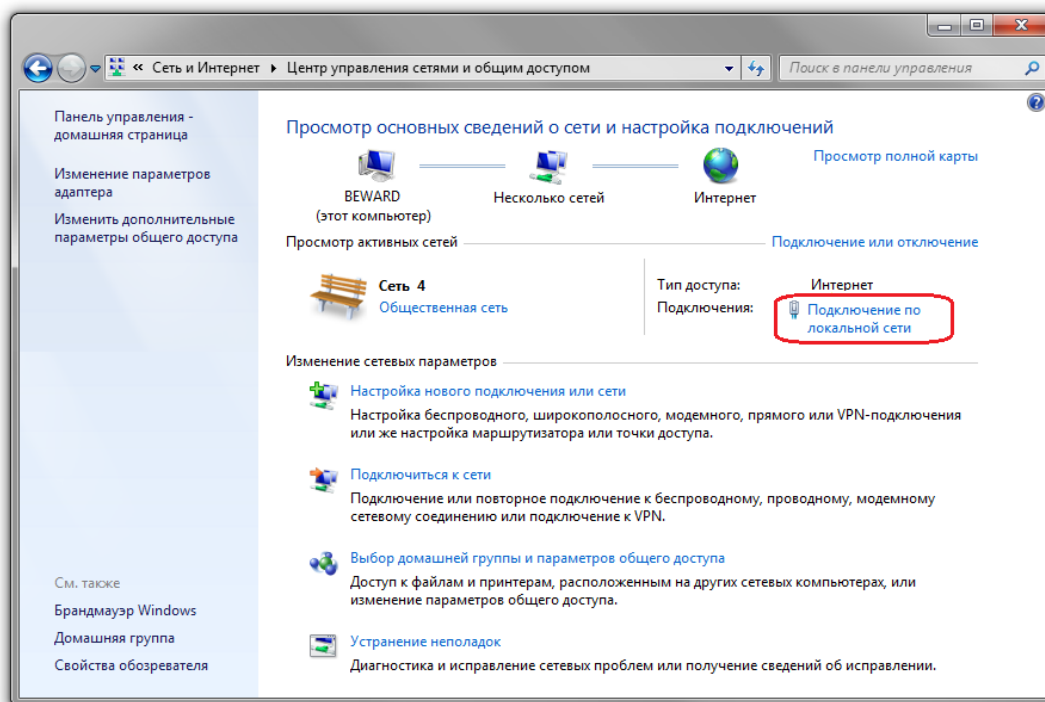 « Сеть и Интернет ▸ Центр управления сетями и общим доступом
Поиск в панели управления
Панель управления -
домашняя страница
Изменение параметров
адаптера
Изменить дополнительные
параметры общего доступа
См. также
Брандмауэр Windows
Домашняя группа
Свойства обозревателя
Просмотр основных сведений о сети и настройка подключений
Просмотр полной карты
BEWARD
(этот компьютер)
Несколько сетей
Интернет
Просмотр активных сетей
Подключение или отключение
Сеть 4
Общественная сеть
Тип доступа: Интернет
Подключения: Подключение по
локальной сети
Изменение сетевых параметров
Настройка нового подключения или сети
Настройка беспроводного, широкополосного, модемного, прямого или VPN-подключения
или же настройка маршрутизатора или точки доступа.
Подключиться к сети
Подключение или повторное подключение к беспроводному, проводному, модемному
сетевому соединению или подключение к VPN.
Выбор домашней группы и параметров общего доступа
Доступ к файлам и принтерам, расположенным на других сетевых компьютерах, или
изменение параметров общего доступа.
Устранение неполадок
Диагностика и исправление сетевых проблем или получение сведений об исправлении.